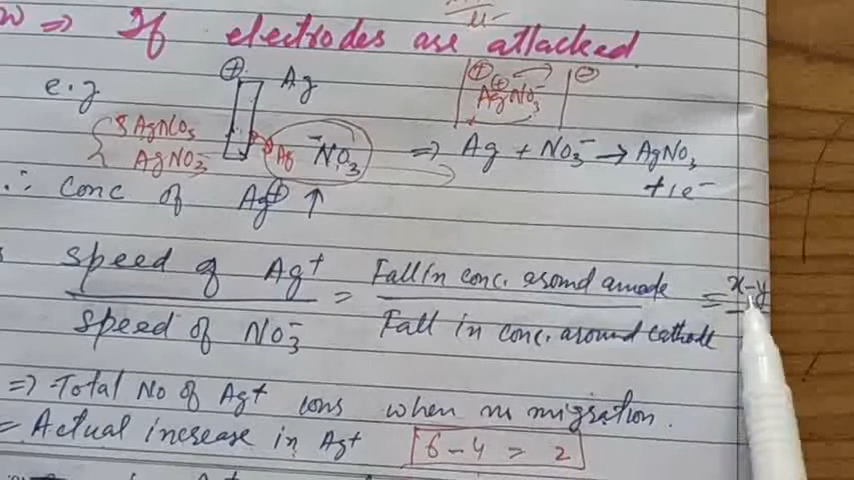 ⇒ If electrodes are attacked.
e.g ⊕ Ag ⊕ AgNO₃⁻ ⊖
8 AgNO₃ AgNO₃ Ag ⁻NO₃ ⇒ Ag + NO₃⁻ → AgNO₃ + 1e⁻
∴ Conc of Ag⊕ ↑
speed of Ag⁺ / speed of NO₃⁻ = Fall in conc. around anode / Fall in conc. around cathode = x-y
⇒ Total No of Ag⁺ ions when no migration.
= Actual increase in Ag⁺ 6 - 4 = 2